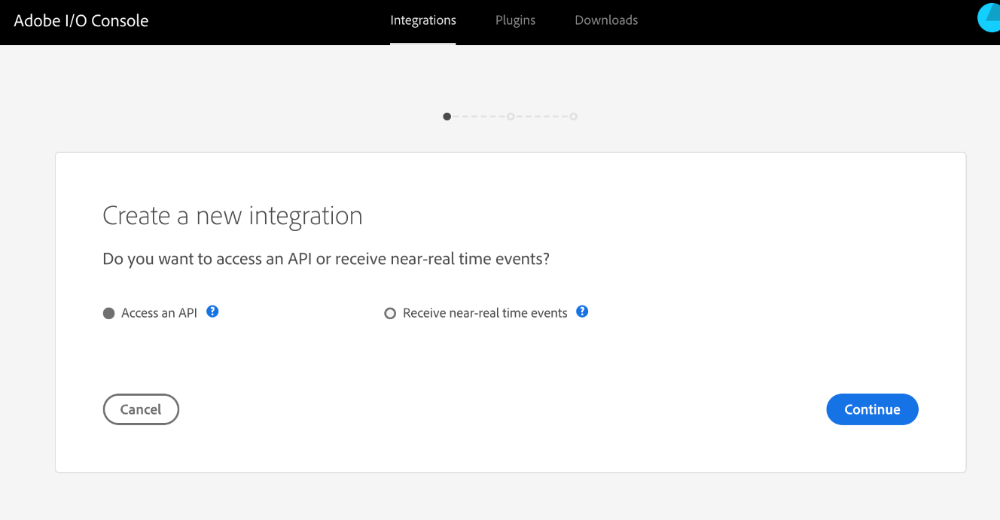 Adobe I/O Console
Integrations
Plugins
Downloads
Create a new integration
Do you want to access an API or receive near-real time events?
Access an API ?
Receive near-real time events ?
Cancel
Continue